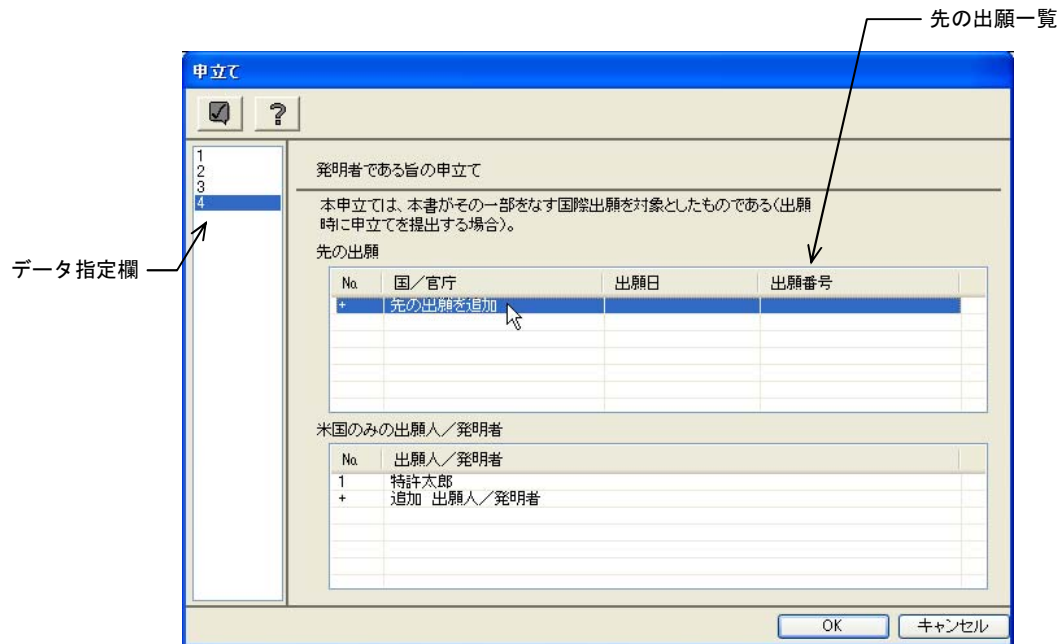 先の出願一覧
申立て
1
2
3
4
発明者である旨の申立て
本申立ては、本書がその一部をなす国際出願を対象としたものである(出願
時に申立てを提出する場合)。
先の出願
データ指定欄
No. 国/官庁 出願日 出願番号
+ 先の出願を追加
米国のみの出願人/発明者
No. 出願人/発明者
1 特許太郎
+ 追加 出願人/発明者
OK キャンセル